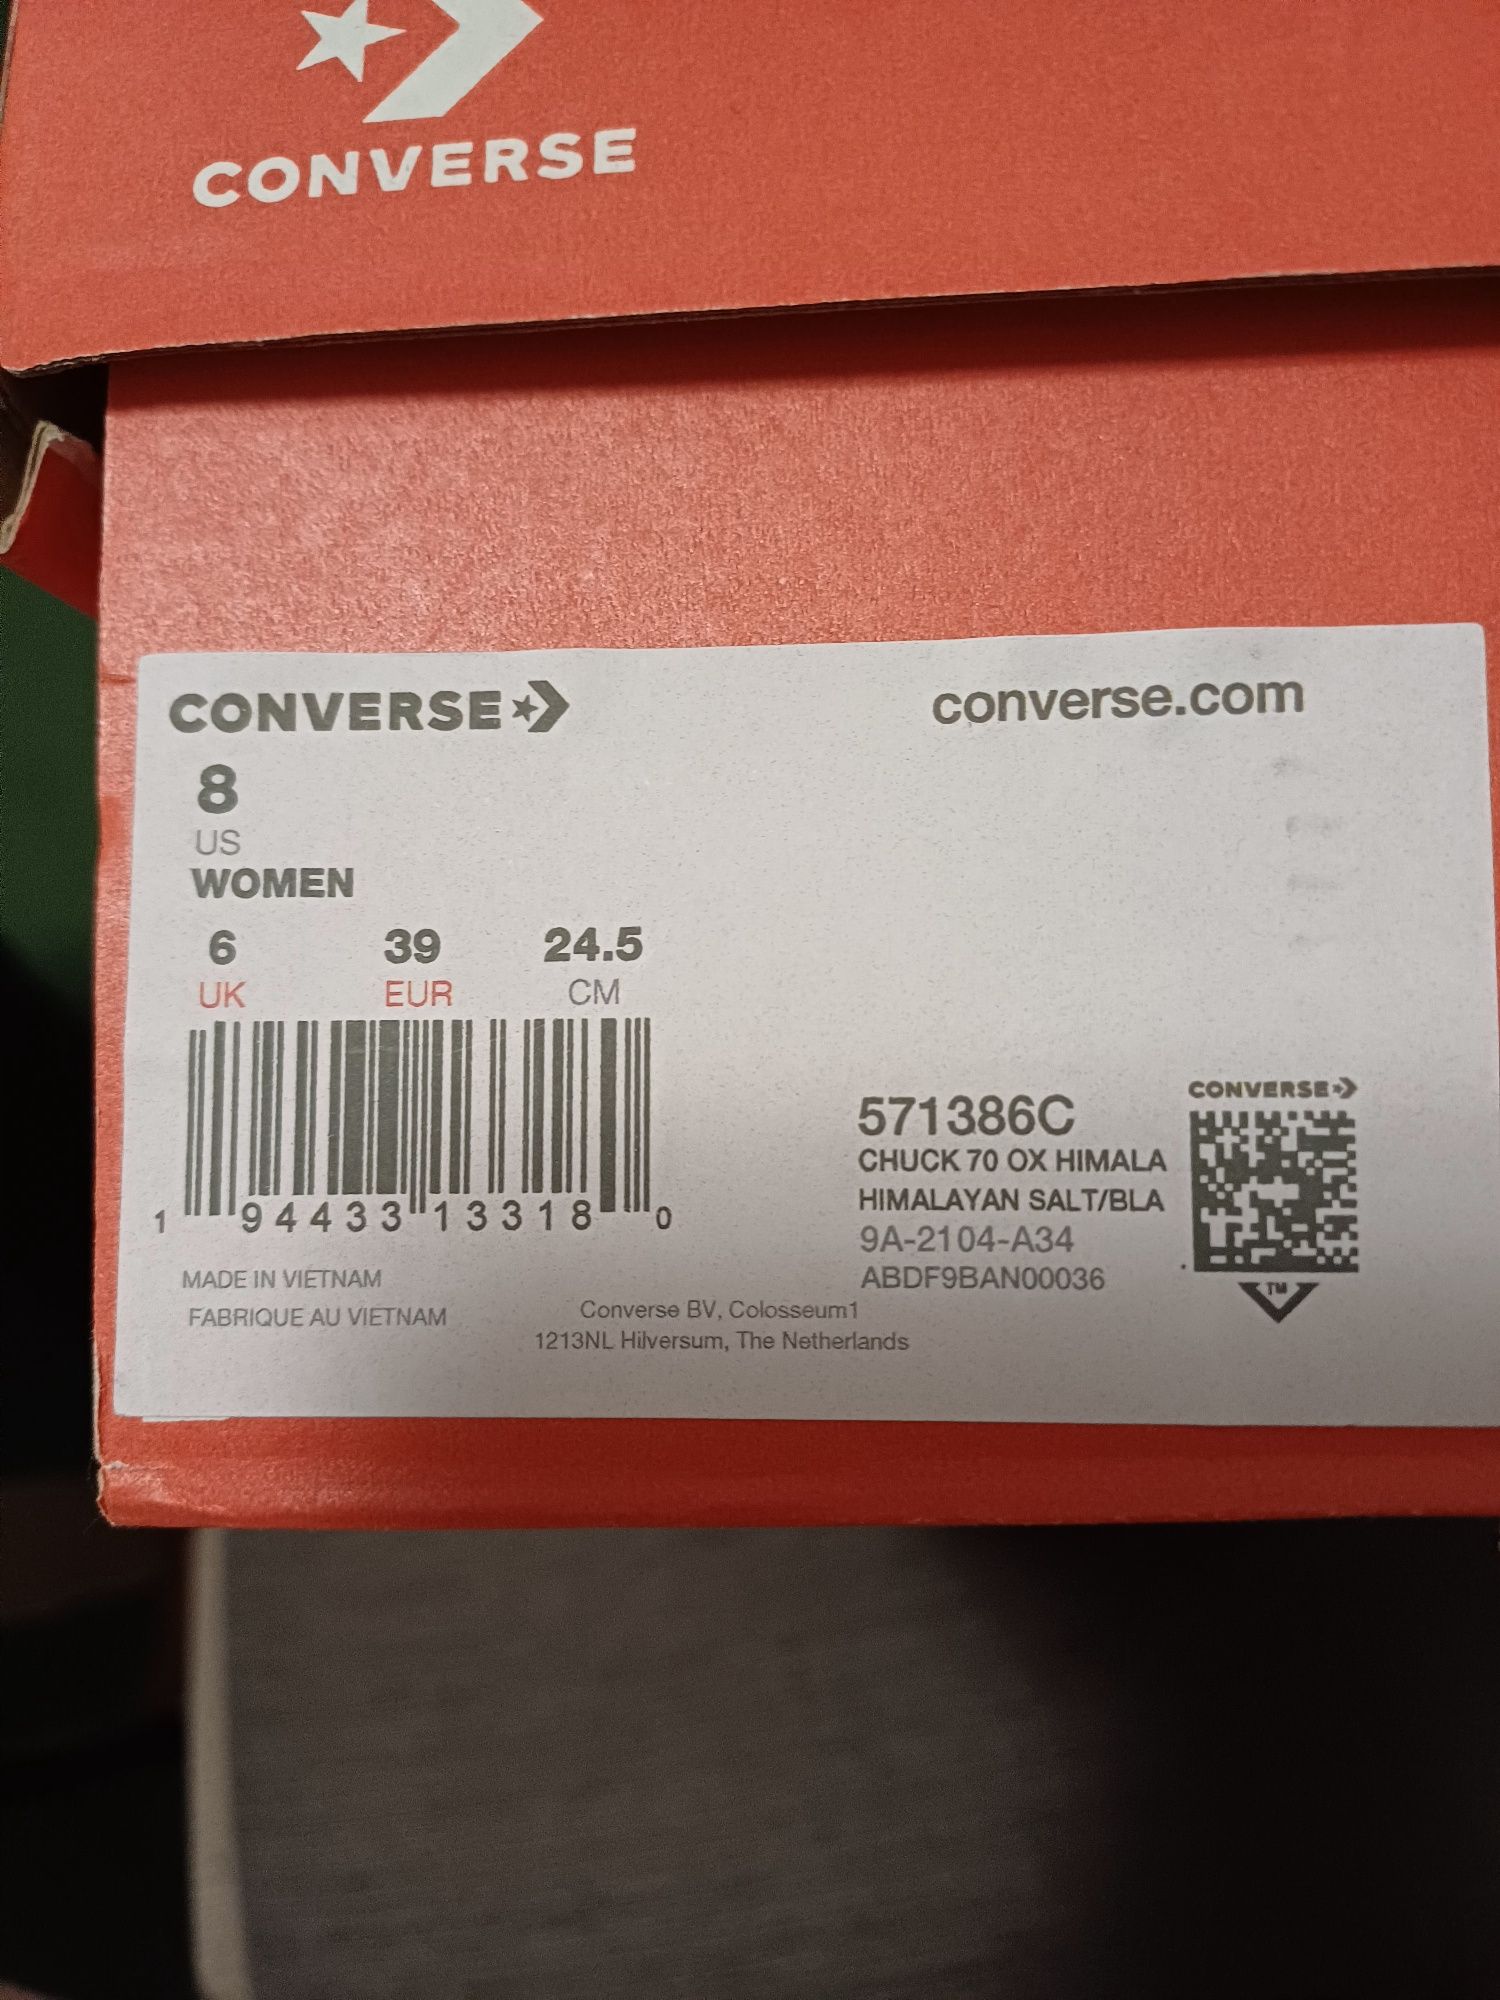 CONVERSE
CONVERSE
converse.com
8
US
WOMEN
6 39 24.5
UK EUR CM
1 94433 13318 0
MADE IN VIETNAM
FABRIQUE AU VIETNAM
Converse BV, Colosseum1
1213NL Hilversum, The Netherlands
571386C
CHUCK 70 OX HIMALA
HIMALAYAN SALT/BLA
9A-2104-A34
ABDF9BAN00036
CONVERSE
TM